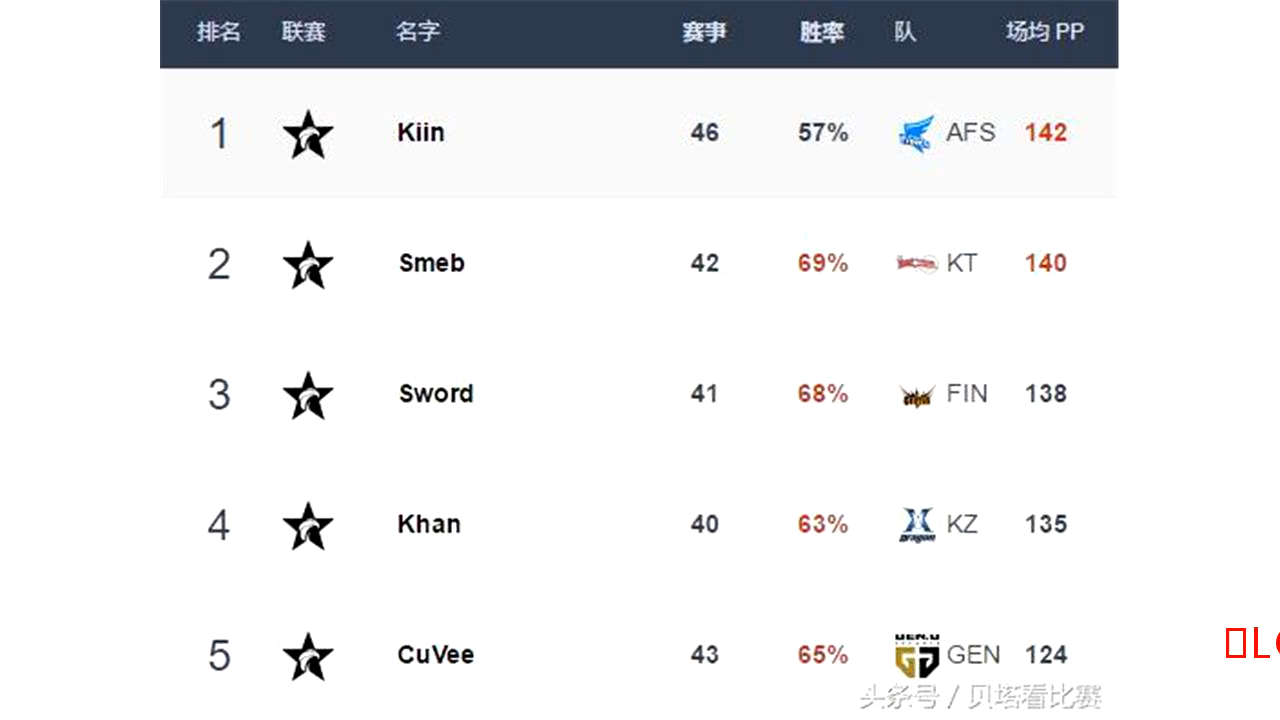 排名 联赛 名字 赛事 胜率 队 场均 PP
1 Kiin 46 57% AFS 142
2 Smeb 42 69% KT 140
3 Sword 41 68% FIN 138
4 Khan 40 63% KZ 135
5 CuVee 43 65% GEN 124
头条号 / 贝塔看比赛